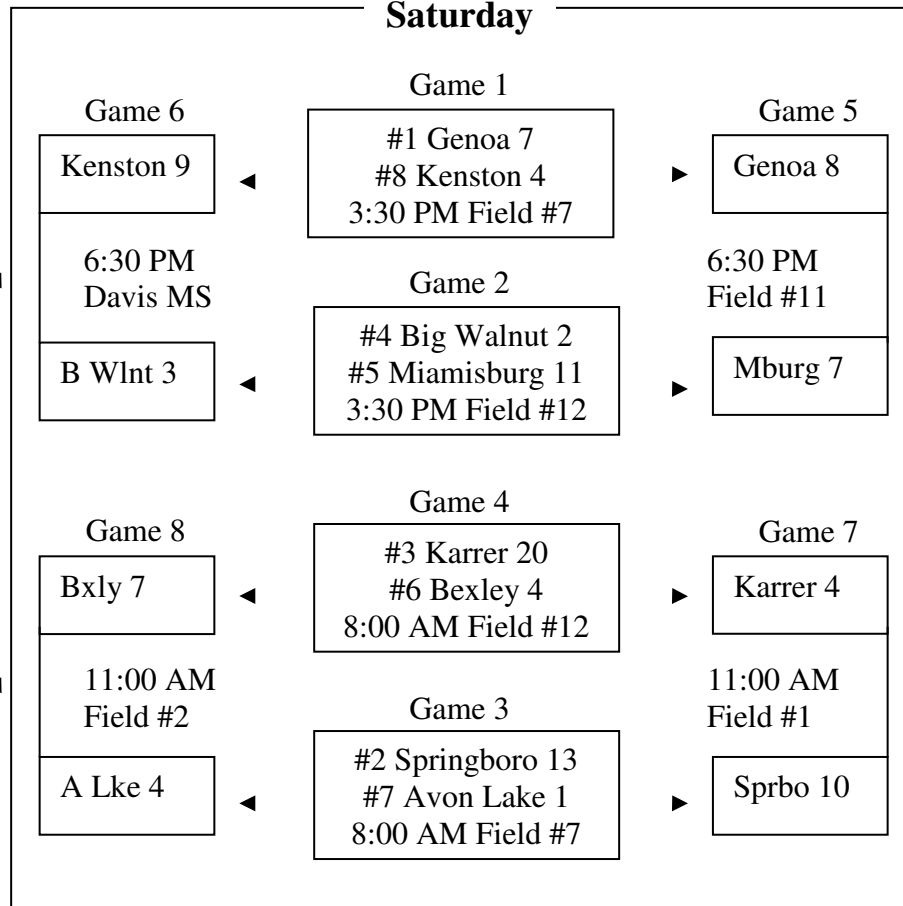 Saturday
Game 1
Game 6
Game 5
#1 Genoa 7
#8 Kenston 4
3:30 PM Field #7
Kenston 9
Genoa 8
6:30 PM
Davis MS
6:30 PM
Field #11
Game 2
#4 Big Walnut 2
#5 Miamisburg 11
3:30 PM Field #12
B Wlnt 3
Mburg 7
Game 4
Game 8
Game 7
#3 Karrer 20
#6 Bexley 4
8:00 AM Field #12
Bxly 7
Karrer 4
11:00 AM
Field #2
11:00 AM
Field #1
Game 3
#2 Springboro 13
#7 Avon Lake 1
8:00 AM Field #7
A Lke 4
Sprbo 10